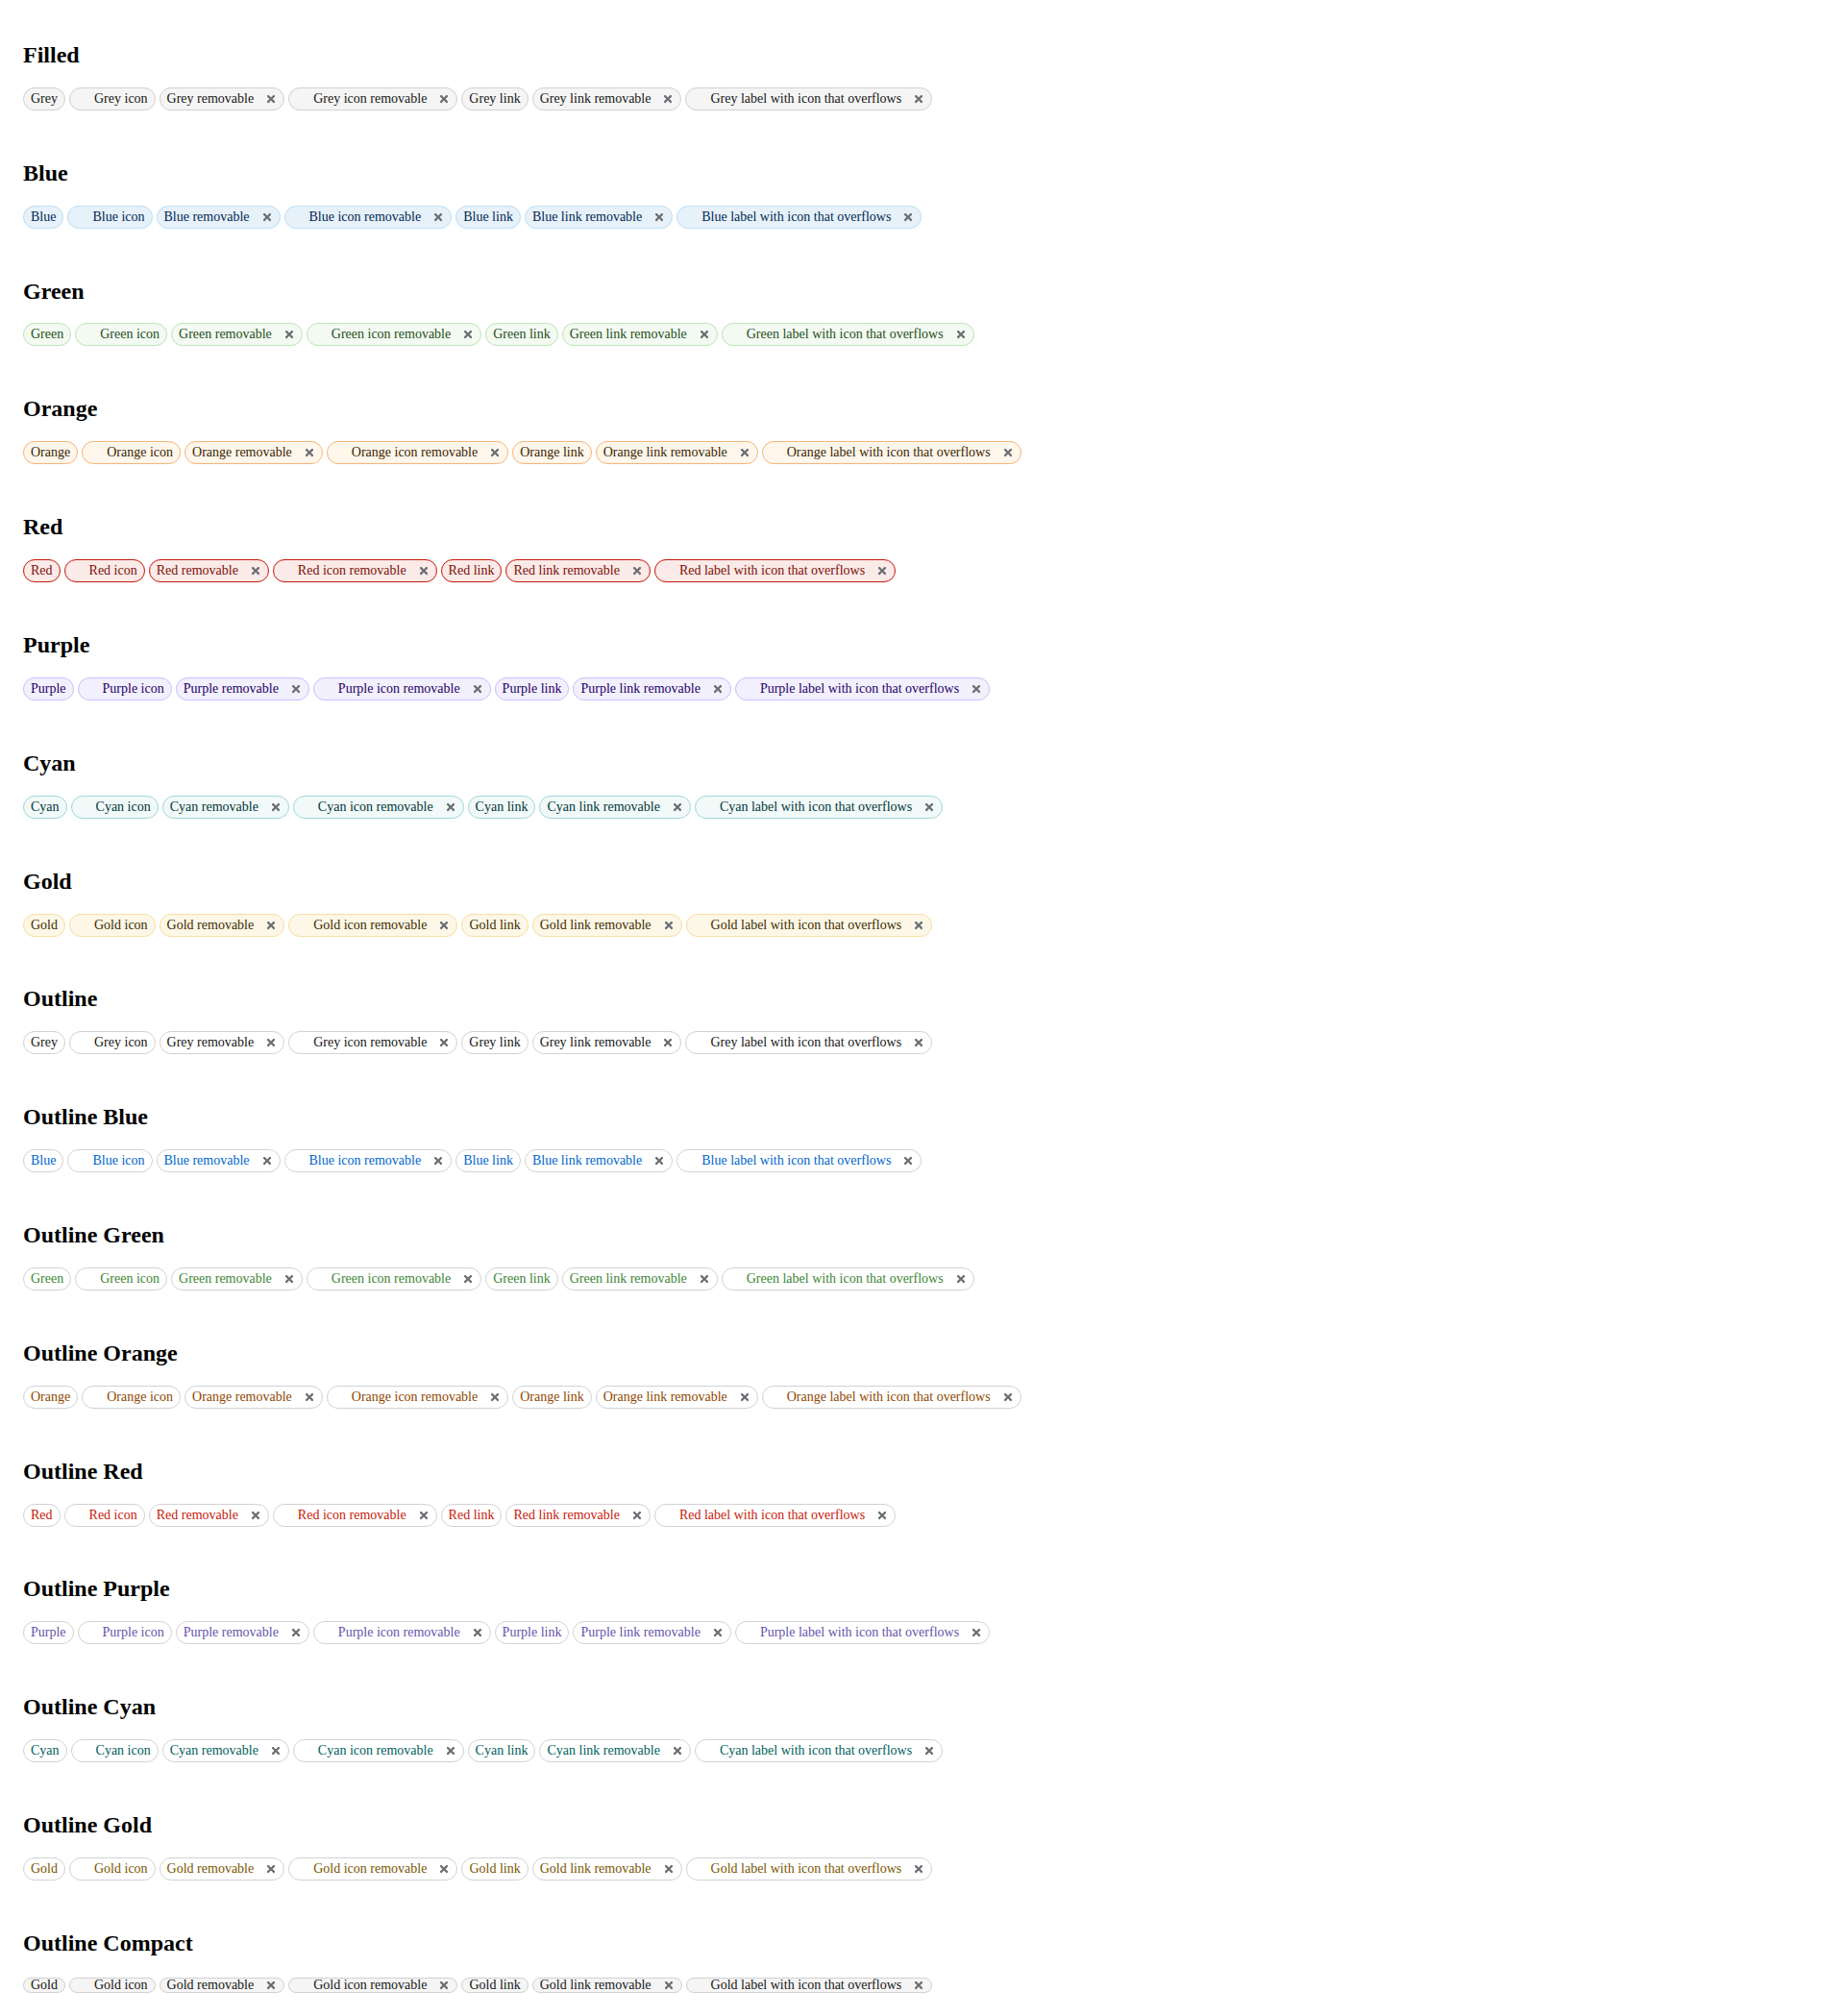 Filled
Grey Grey icon Grey removable Grey icon removable Grey link Grey link removable Grey label with icon that overflows
Blue
Blue Blue icon Blue removable Blue icon removable Blue link Blue link removable Blue label with icon that overflows
Green
Green Green icon Green removable Green icon removable Green link Green link removable Green label with icon that overflows
Orange
Orange Orange icon Orange removable Orange icon removable Orange link Orange link removable Orange label with icon that overflows
Red
Red Red icon Red removable Red icon removable Red link Red link removable Red label with icon that overflows
Purple
Purple Purple icon Purple removable Purple icon removable Purple link Purple link removable Purple label with icon that overflows
Cyan
Cyan Cyan icon Cyan removable Cyan icon removable Cyan link Cyan link removable Cyan label with icon that overflows
Gold
Gold Gold icon Gold removable Gold icon removable Gold link Gold link removable Gold label with icon that overflows
Outline
Grey Grey icon Grey removable Grey icon removable Grey link Grey link removable Grey label with icon that overflows
Outline Blue
Blue Blue icon Blue removable Blue icon removable Blue link Blue link removable Blue label with icon that overflows
Outline Green
Green Green icon Green removable Green icon removable Green link Green link removable Green label with icon that overflows
Outline Orange
Orange Orange icon Orange removable Orange icon removable Orange link Orange link removable Orange label with icon that overflows
Outline Red
Red Red icon Red removable Red icon removable Red link Red link removable Red label with icon that overflows
Outline Purple
Purple Purple icon Purple removable Purple icon removable Purple link Purple link removable Purple label with icon that overflows
Outline Cyan
Cyan Cyan icon Cyan removable Cyan icon removable Cyan link Cyan link removable Cyan label with icon that overflows
Outline Gold
Gold Gold icon Gold removable Gold icon removable Gold link Gold link removable Gold label with icon that overflows
Outline Compact
Gold Gold icon Gold removable Gold icon removable Gold link Gold link removable Gold label with icon that overflows